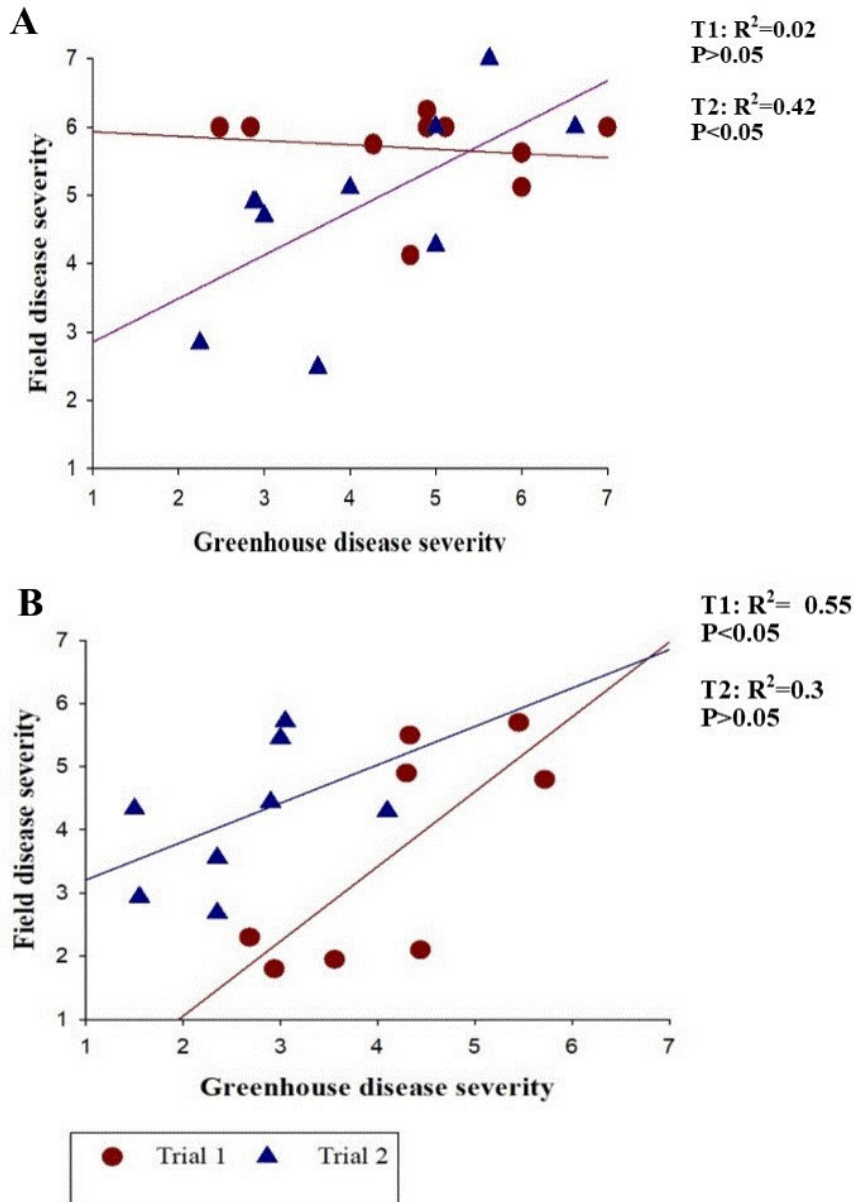 A
T1: R²=0.02
P>0.05
T2: R²=0.42
P<0.05
7
6
5
4
3
2
1
Field disease severity
1 2 3 4 5 6 7
Greenhouse disease severity
B
T1: R²= 0.55
P<0.05
T2: R²=0.3
P>0.05
7
6
5
4
3
2
1
Field disease severity
1 2 3 4 5 6 7
Greenhouse disease severity
Trial 1 Trial 2